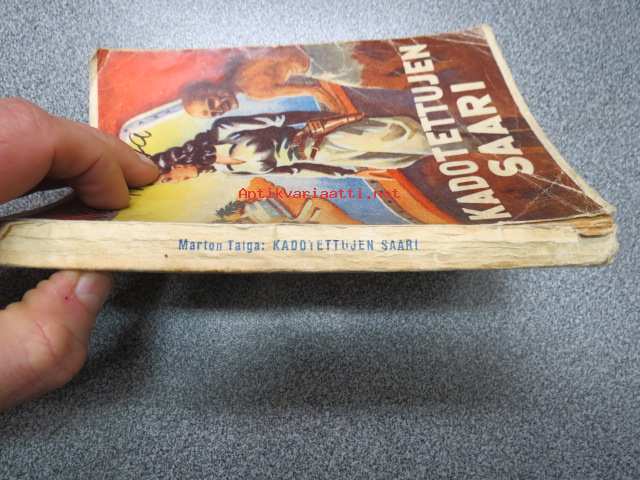 KADOTETTUJEN
SAARI
Antikvariaatti.net
Marton Taiga: KADOTETTUJEN SAARI